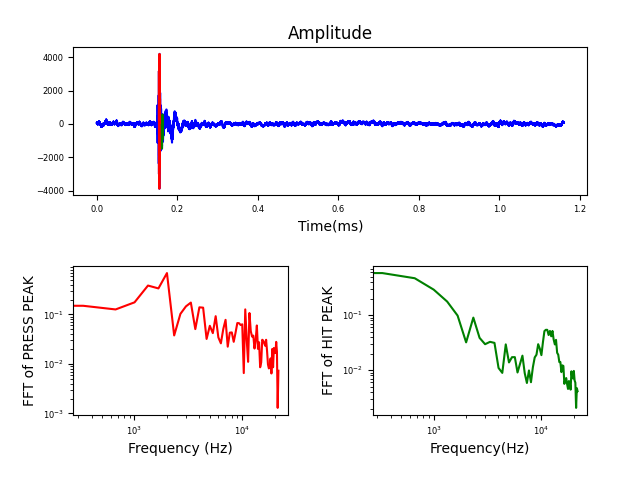 Amplitude
4000
2000
0
−2000
−4000
0.0 0.2 0.4 0.6 0.8 1.0 1.2
Time(ms)
FFT of PRESS PEAK
10⁻¹
10⁻²
10⁻³
10³ 10⁴
Frequency (Hz)
FFT of HIT PEAK
10⁻¹
10⁻²
10³ 10⁴
Frequency(Hz)